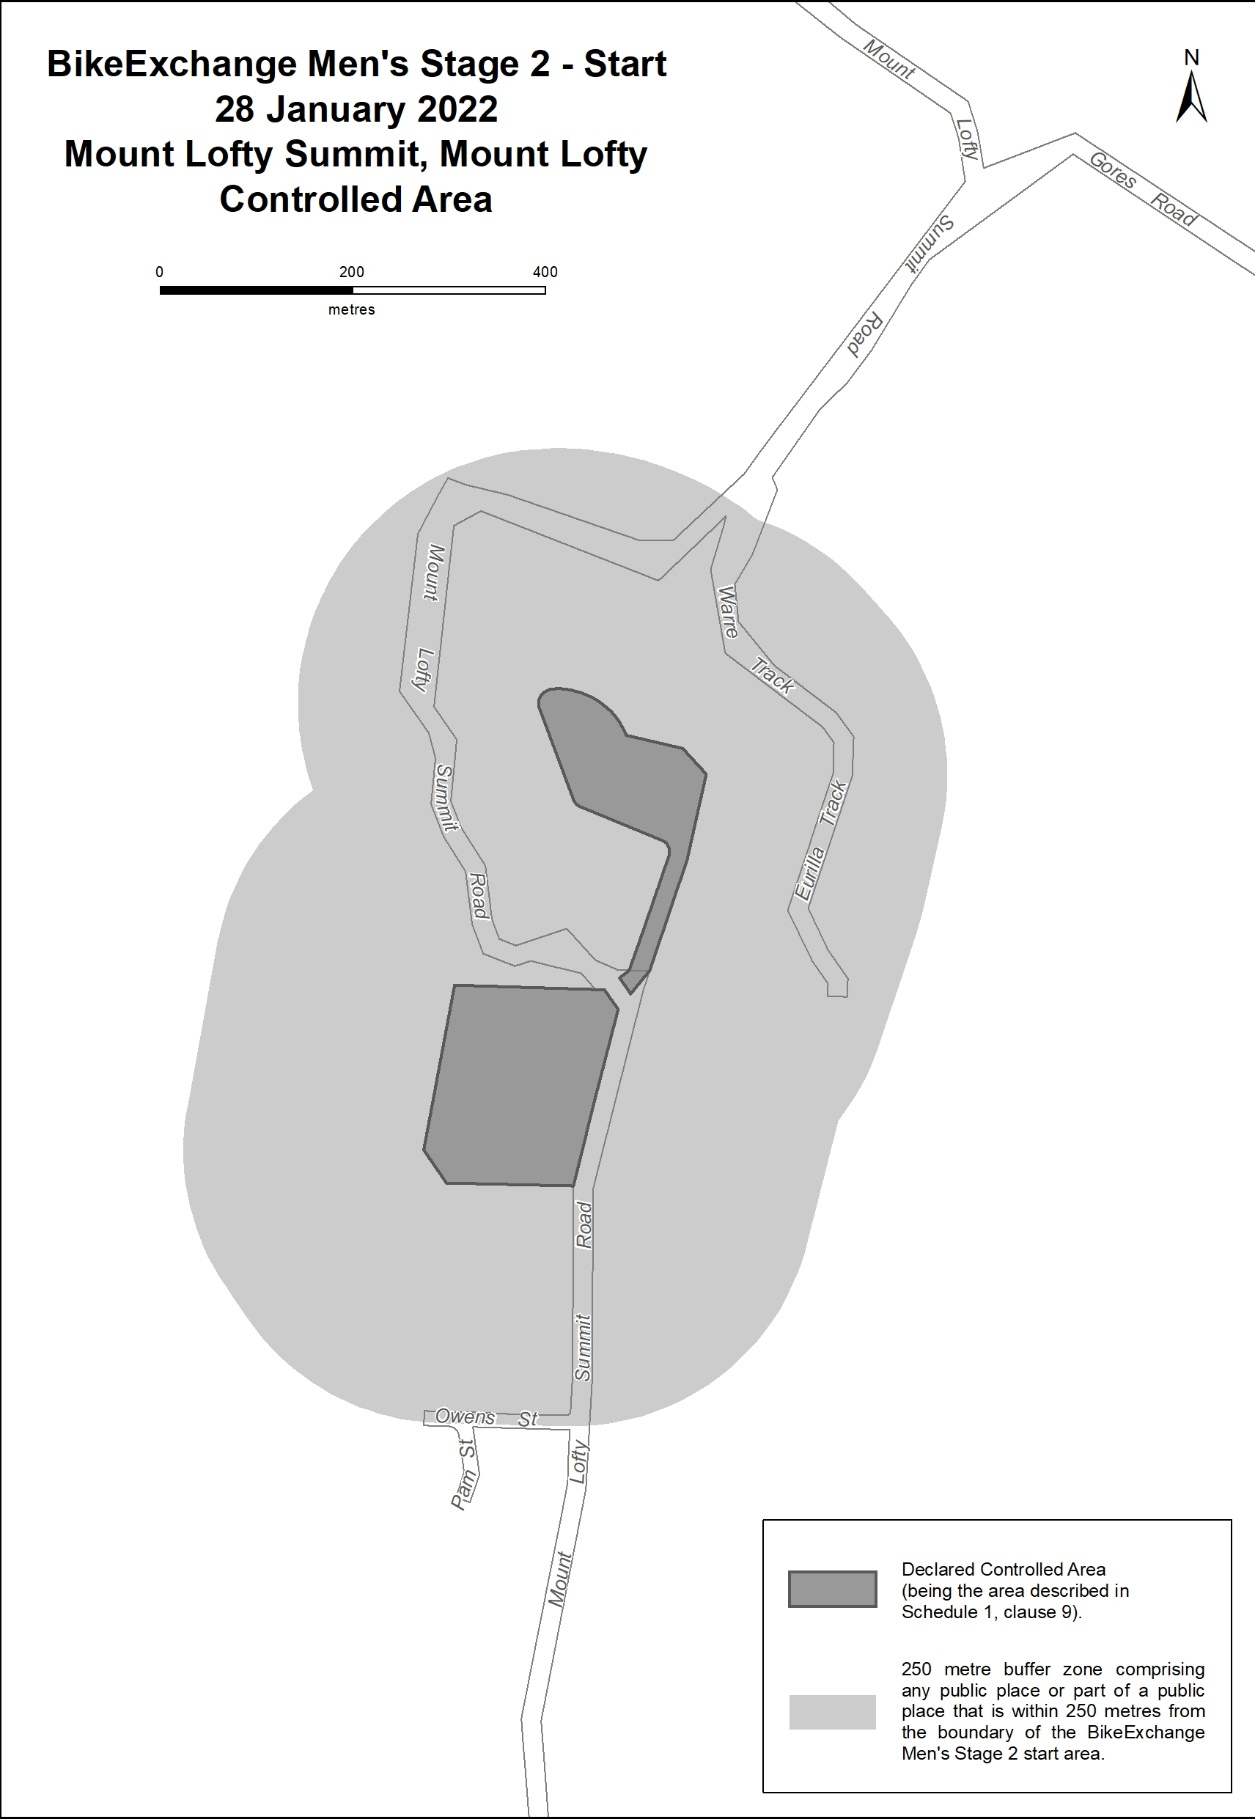 BikeExchange Men's Stage 2 - Start
28 January 2022
Mount Lofty Summit, Mount Lofty
Controlled Area
N
0 200 400
metres
Mount
Lofty
Summit
Road
Gores Road
Mount
Lofty
Summit
Road
Warre
Track
Eurilla Track
Road
Summit
Lofty
Mount
Owens St
Pam St
Declared Controlled Area
(being the area described in
Schedule 1, clause 9).
250 metre buffer zone comprising
any public place or part of a public
place that is within 250 metres from
the boundary of the BikeExchange
Men's Stage 2 start area.